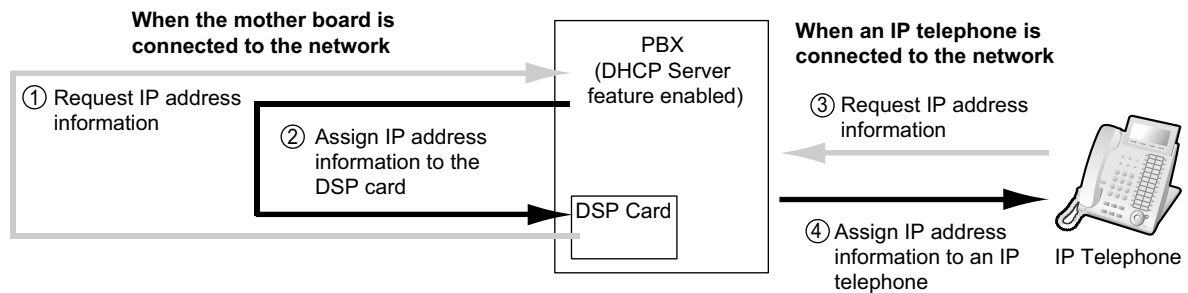 When the mother board is
connected to the network
① Request IP address
information
② Assign IP address
information to the
DSP card
PBX
(DHCP Server
feature enabled)
DSP Card
When an IP telephone is
connected to the network
③ Request IP address
information
④ Assign IP address
information to an IP
telephone
IP Telephone